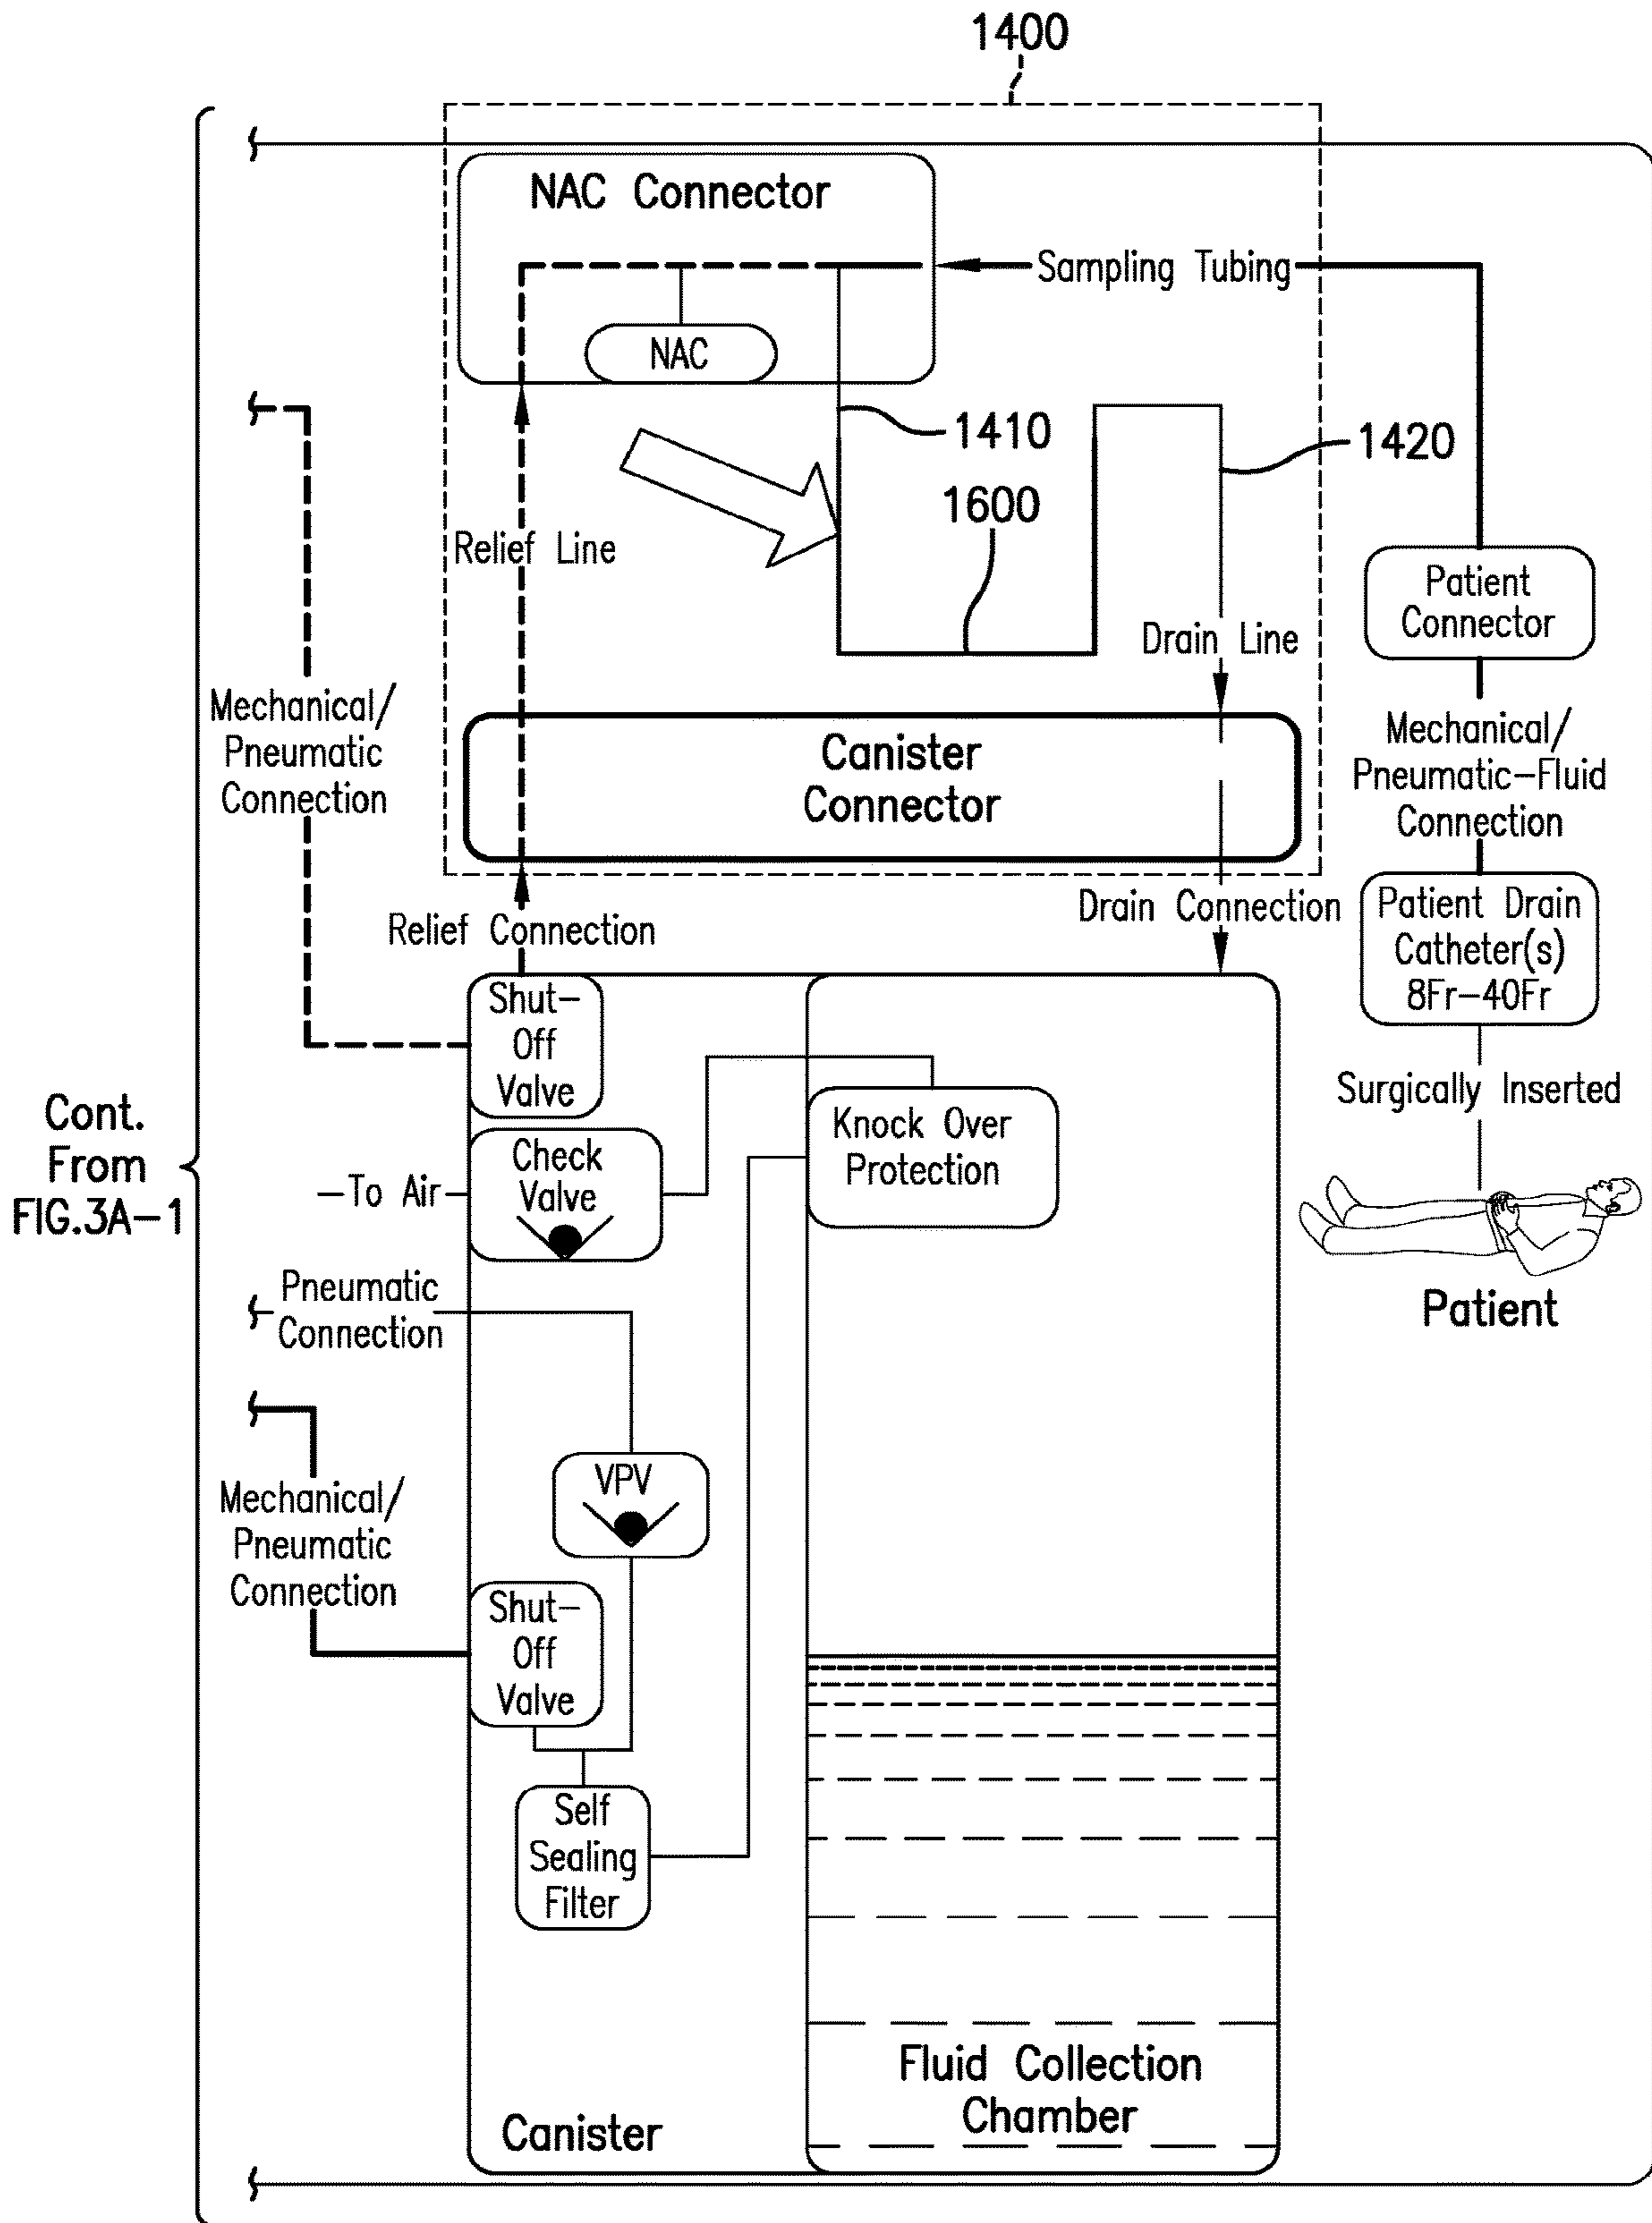 1400
NAC Connector
Sampling Tubing
NAC
1410
1420
1600
Relief Line
Patient
Connector
Drain Line
Mechanical/
Pneumatic
Connection
Canister
Connector
Mechanical/
Pneumatic-Fluid
Connection
Relief Connection
Drain Connection
Patient Drain
Catheter(s)
8Fr-40Fr
Shut-
Off
Valve
Surgically Inserted
Knock Over
Protection
Cont.
From
FIG.3A-1
Check
Valve
To Air
Patient
Pneumatic
Connection
VPV
Mechanical/
Pneumatic
Connection
Shut-
Off
Valve
Self
Sealing
Filter
Fluid Collection
Chamber
Canister